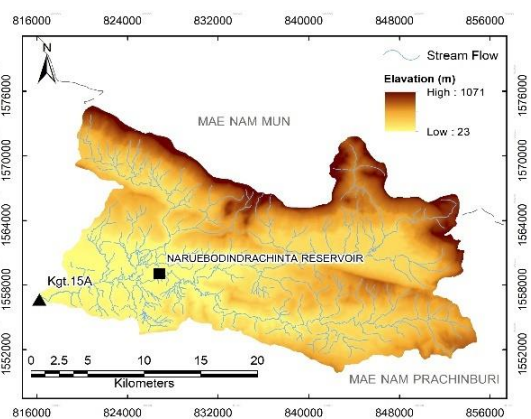 816000 824000 832000 840000 848000 856000
N
Stream Flow
Elavation (m)
High : 1071
Low : 23
MAE NAM MUN
NARUEBODINDRACHINTA RESERVOIR
Kgt.15A
0 2.5 5 10 15 20
Kilometers
MAE NAM PRACHINBURI
1576000
1570000
1564000
1558000
1552000
1576000
1570000
1564000
1558000
1552000
816000 824000 832000 840000 848000 856000